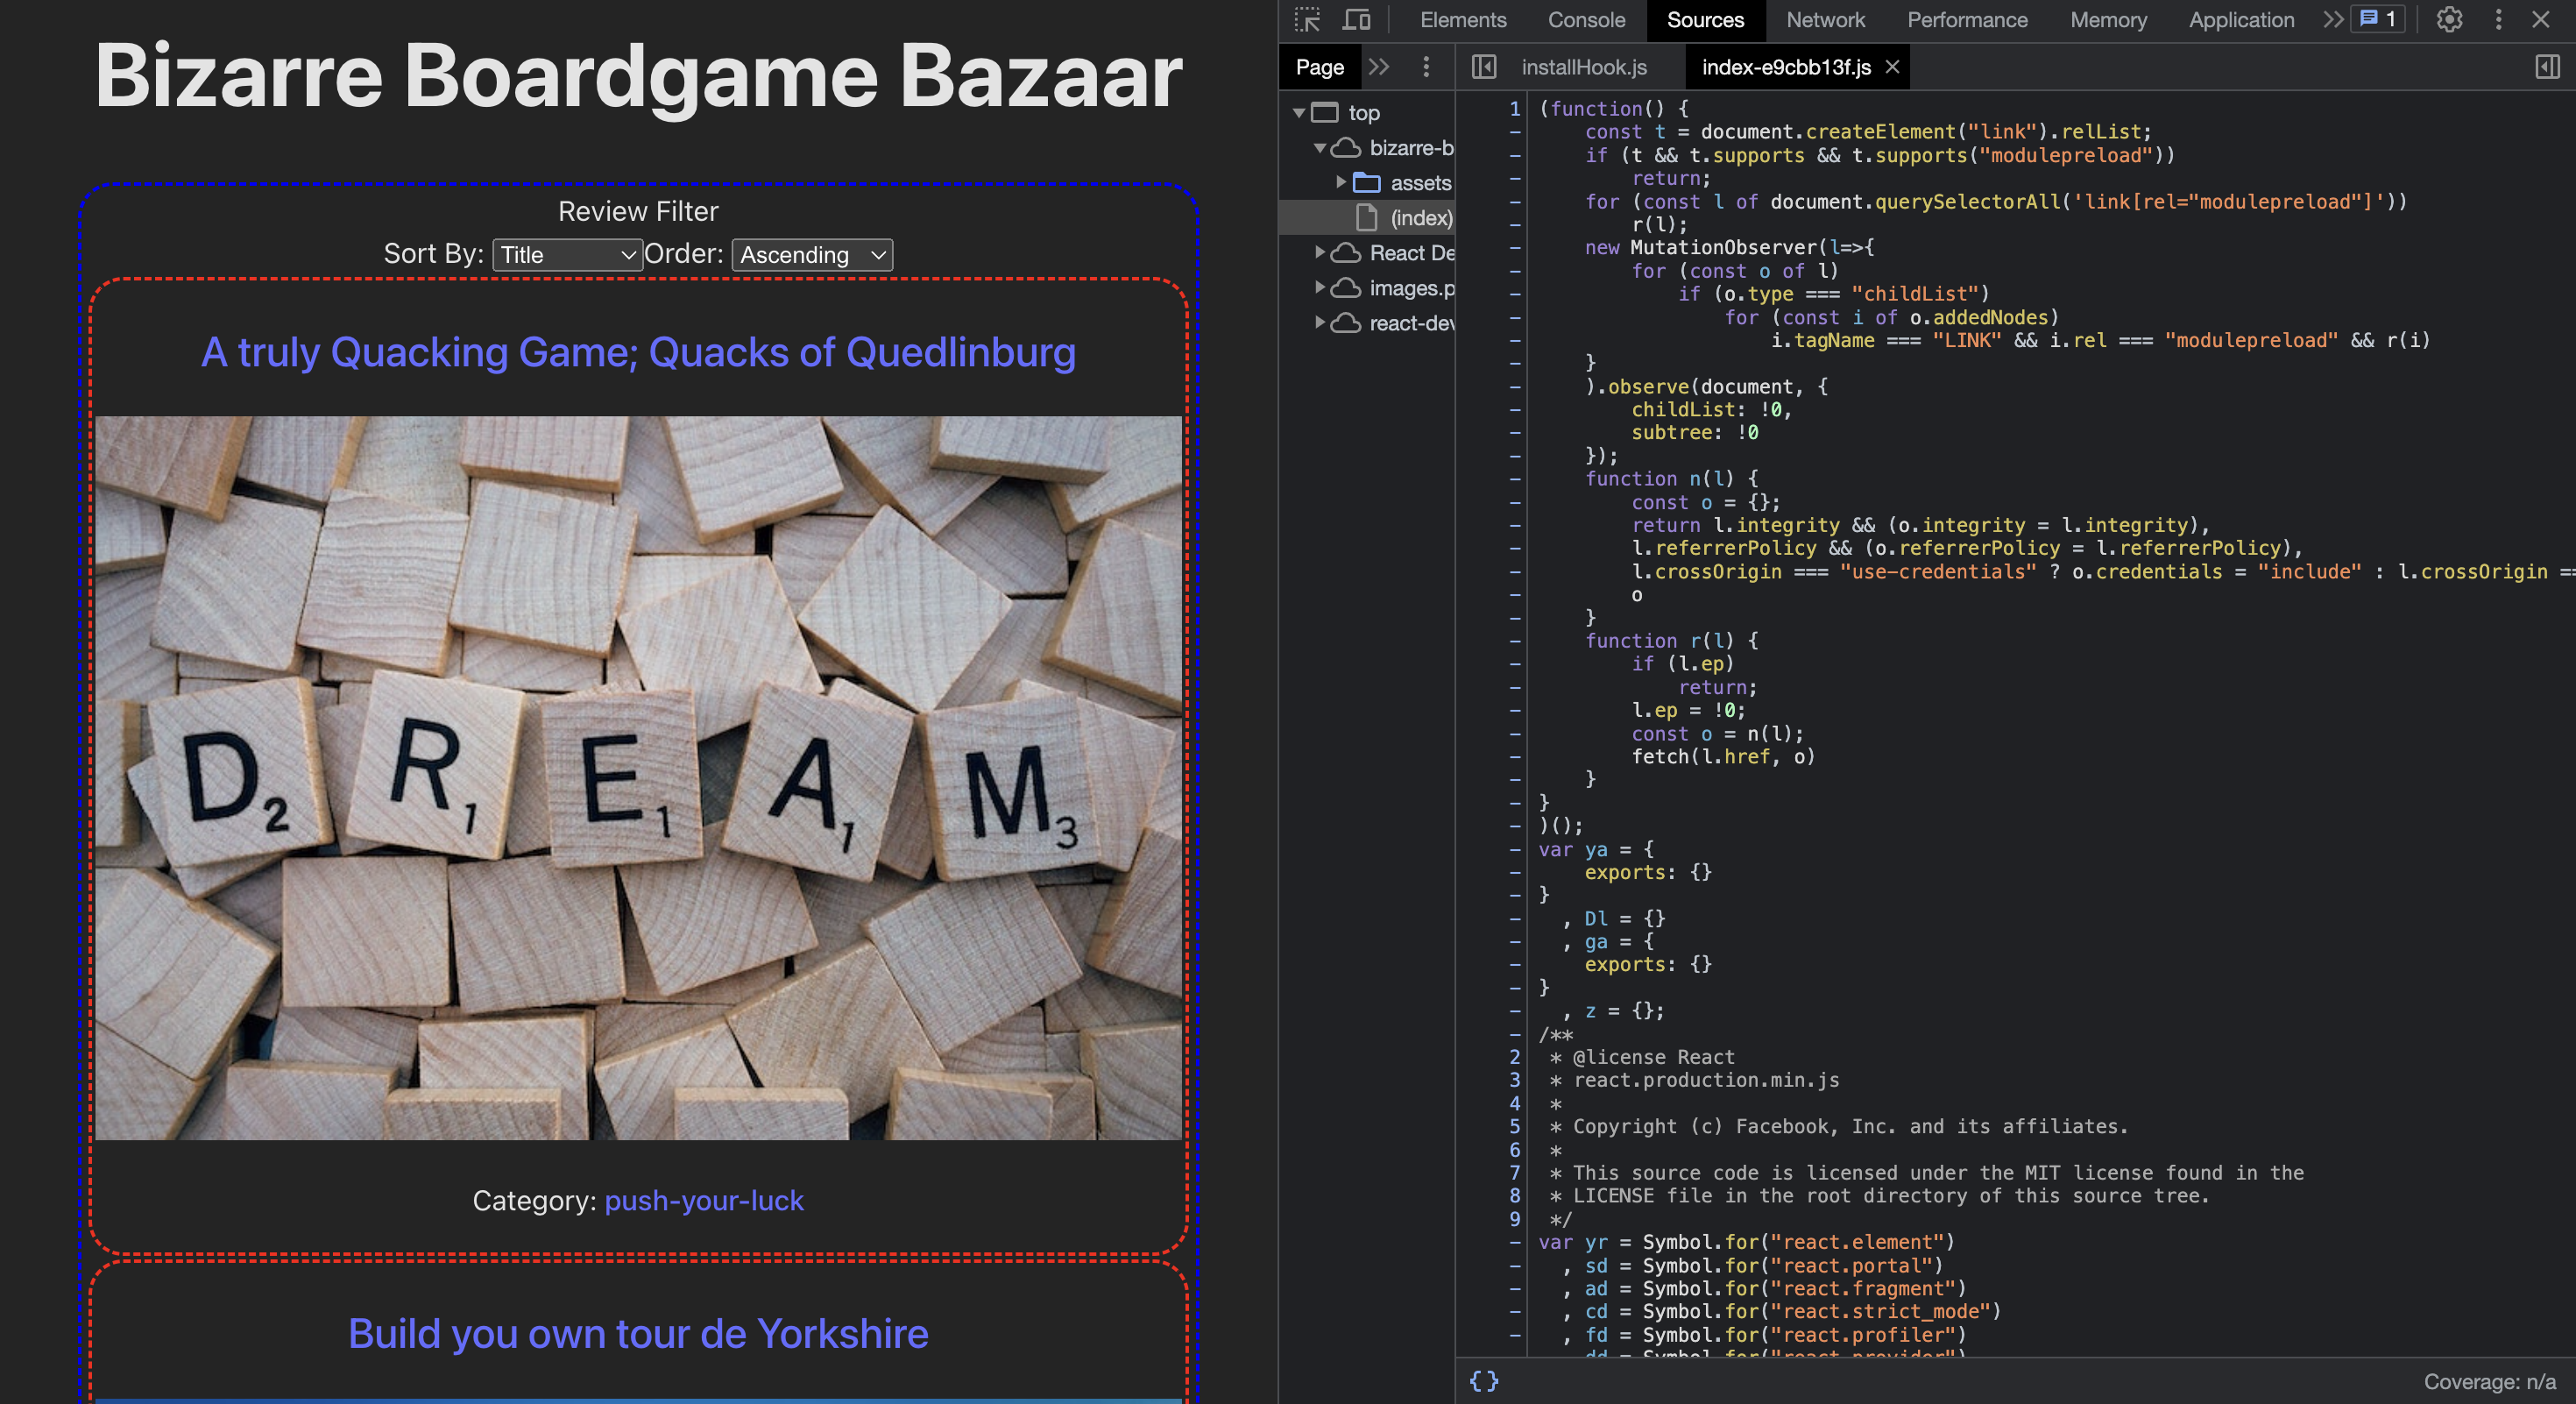 Bizarre Boardgame Bazaar
Review Filter
Sort By: Title Order: Ascending
A truly Quacking Game; Quacks of Quedlinburg
D2 R1 E1 A1 M3
Category: push-your-luck
Build you own tour de Yorkshire
Elements Console Sources Network Performance Memory Application 1
Page installHook.js index-e9cbb13f.js
top
bizarre-b
assets
(index)
React De
images.p
react-dev
1 (function() {
- const t = document.createElement("link").relList;
- if (t && t.supports && t.supports("modulepreload"))
- return;
- for (const l of document.querySelectorAll('link[rel="modulepreload"]'))
- r(l);
- new MutationObserver(l=>{
- for (const o of l)
- if (o.type === "childList")
- for (const i of o.addedNodes)
- i.tagName === "LINK" && i.rel === "modulepreload" && r(i)
- }
- ).observe(document, {
- childList: !0,
- subtree: !0
- });
- function n(l) {
- const o = {};
- return l.integrity && (o.integrity = l.integrity),
- l.referrerPolicy && (o.referrerPolicy = l.referrerPolicy),
- l.crossOrigin === "use-credentials" ? o.credentials = "include" : l.crossOrigin ==
- o
- }
- function r(l) {
- if (l.ep)
- return;
- l.ep = !0;
- const o = n(l);
- fetch(l.href, o)
- }
- }
- )();
- var ya = {
- exports: {}
- }
- , Dl = {}
- , ga = {
- exports: {}
- }
- , z = {};
- /**
2 * @license React
3 * react.production.min.js
4 *
5 * Copyright (c) Facebook, Inc. and its affiliates.
6 *
7 * This source code is licensed under the MIT license found in the
8 * LICENSE file in the root directory of this source tree.
9 */
- var yr = Symbol.for("react.element")
- , sd = Symbol.for("react.portal")
- , ad = Symbol.for("react.fragment")
- , cd = Symbol.for("react.strict_mode")
- , fd = Symbol.for("react.profiler")
, dd = Symbol.for("react.provider")
{} Coverage: n/a